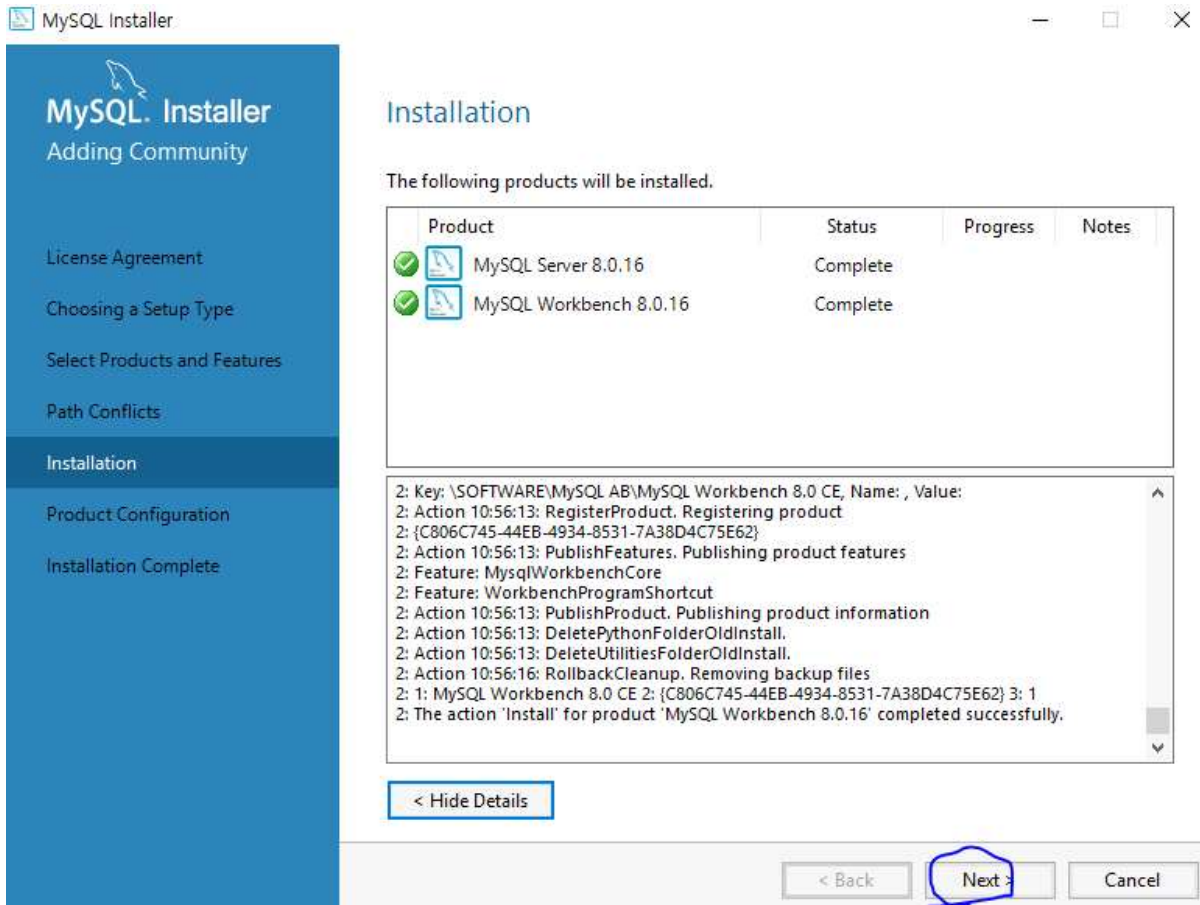 MySQL Installer
MySQL. Installer
Adding Community
License Agreement
Choosing a Setup Type
Select Products and Features
Path Conflicts
Installation
Product Configuration
Installation Complete
Installation
The following products will be installed.
Product Status Progress Notes
MySQL Server 8.0.16 Complete
MySQL Workbench 8.0.16 Complete
2: Key: \SOFTWARE\MySQL AB\MySQL Workbench 8.0 CE, Name: , Value:
2: Action 10:56:13: RegisterProduct. Registering product
2: {C806C745-44EB-4934-8531-7A38D4C75E62}
2: Action 10:56:13: PublishFeatures. Publishing product features
2: Feature: MysqlWorkbenchCore
2: Feature: WorkbenchProgramShortcut
2: Action 10:56:13: PublishProduct. Publishing product information
2: Action 10:56:13: DeletePythonFolderOldInstall.
2: Action 10:56:13: DeleteUtilitiesFolderOldInstall.
2: Action 10:56:16: RollbackCleanup. Removing backup files
2: 1: MySQL Workbench 8.0 CE 2: {C806C745-44EB-4934-8531-7A38D4C75E62} 3: 1
2: The action 'Install' for product 'MySQL Workbench 8.0.16' completed successfully.
< Hide Details
< Back Next > Cancel